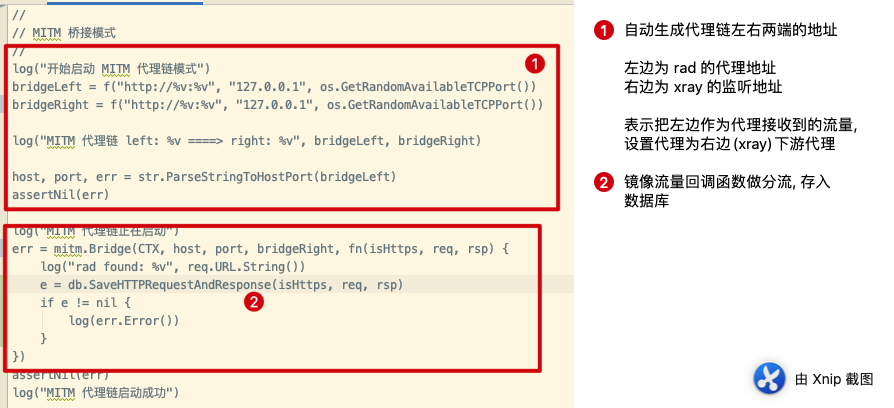 //
// MITM 桥接模式
//
log("开始启动 MITM 代理链模式")
bridgeLeft = f("http://%v:%v", "127.0.0.1", os.GetRandomAvailableTCPPort())
bridgeRight = f("http://%v:%v", "127.0.0.1", os.GetRandomAvailableTCPPort())
log("MITM 代理链 left: %v ====> right: %v", bridgeLeft, bridgeRight)
host, port, err = str.ParseStringToHostPort(bridgeLeft)
assertNil(err)
log("MITM 代理链正在启动")
err = mitm.Bridge(CTX, host, port, bridgeRight, fn(isHttps, req, rsp) {
log("rad found: %v", req.URL.String())
e = db.SaveHTTPRequestAndResponse(isHttps, req, rsp)
if e != nil {
log(err.Error())
}
})
assertNil(err)
log("MITM 代理链启动成功")
1
2
1 自动生成代理链左右两端的地址
左边为 rad 的代理地址
右边为 xray 的监听地址
表示把左边作为代理接收到的流量,
设置代理为右边(xray)下游代理
2 镜像流量回调函数做分流, 存入
数据库
由 Xnip 截图